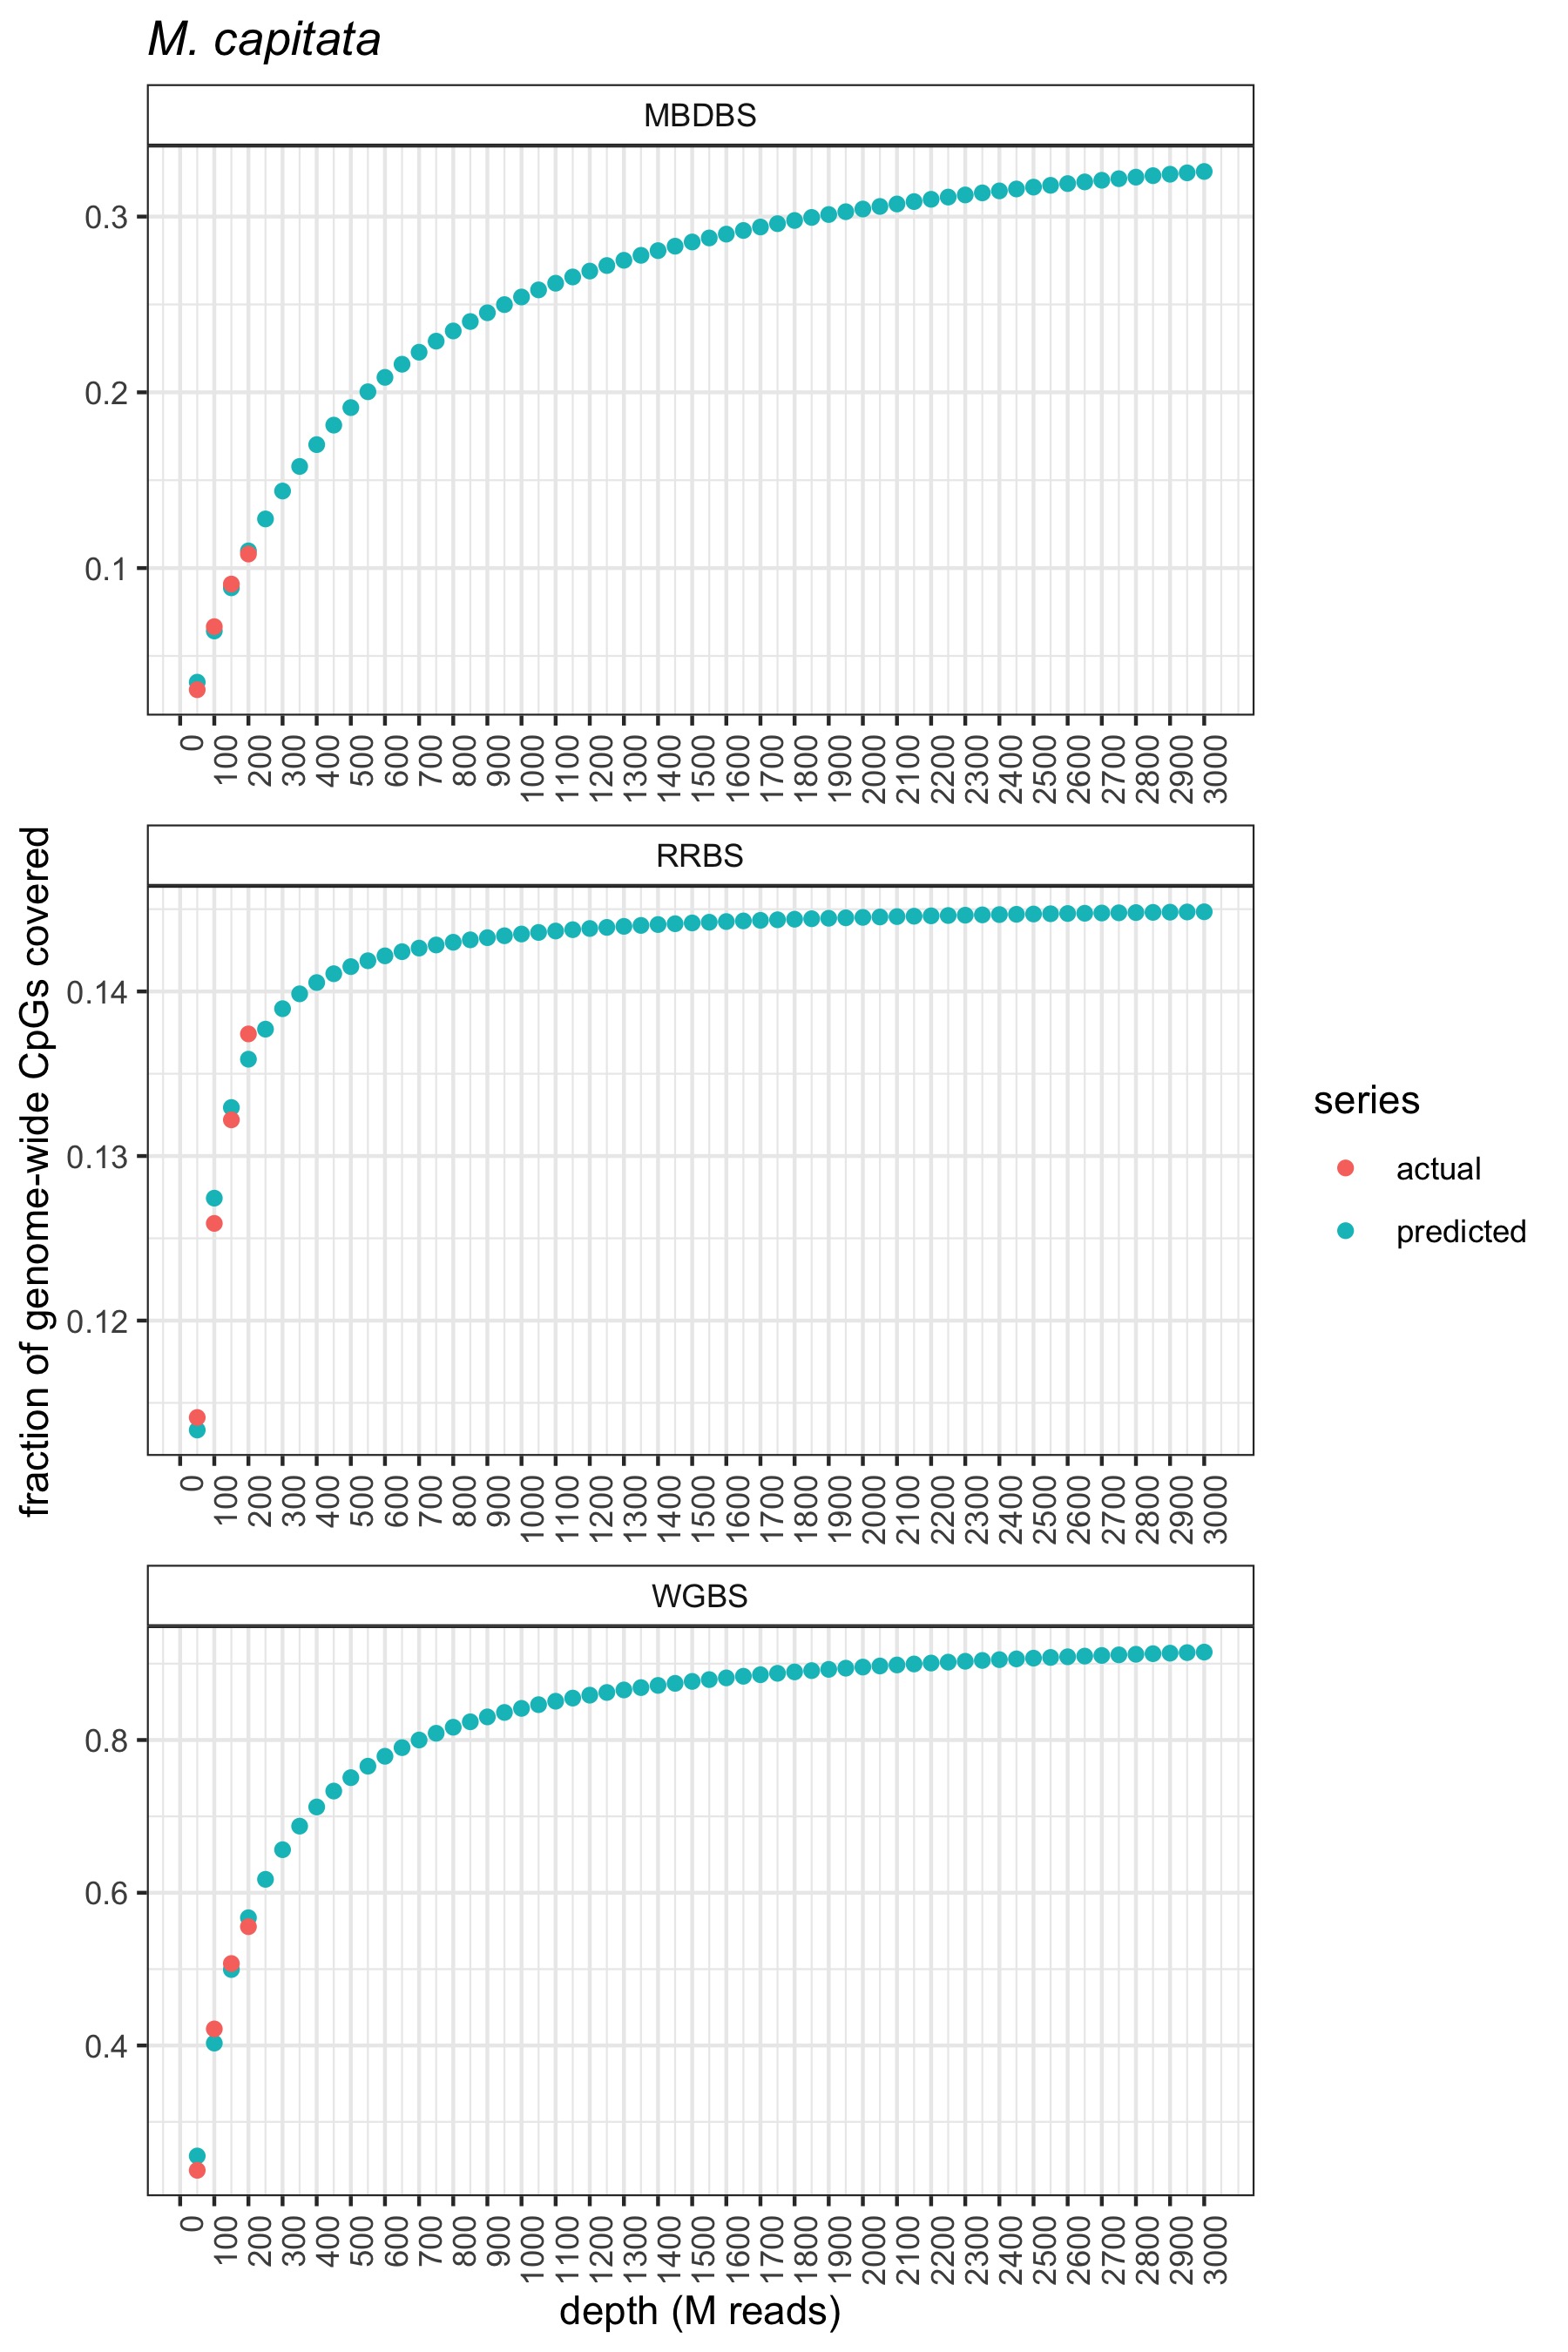 M. capitata
MBDBS
0.3
0.2
0.1
0 100 200 300 400 500 600 700 800 900 1000 1100 1200 1300 1400 1500 1600 1700 1800 1900 2000 2100 2200 2300 2400 2500 2600 2700 2800 2900 3000
fraction of genome-wide CpGs covered
RRBS
0.14
0.13
0.12
0 100 200 300 400 500 600 700 800 900 1000 1100 1200 1300 1400 1500 1600 1700 1800 1900 2000 2100 2200 2300 2400 2500 2600 2700 2800 2900 3000
WGBS
0.8
0.6
0.4
0 100 200 300 400 500 600 700 800 900 1000 1100 1200 1300 1400 1500 1600 1700 1800 1900 2000 2100 2200 2300 2400 2500 2600 2700 2800 2900 3000
depth (M reads)
series
actual
predicted